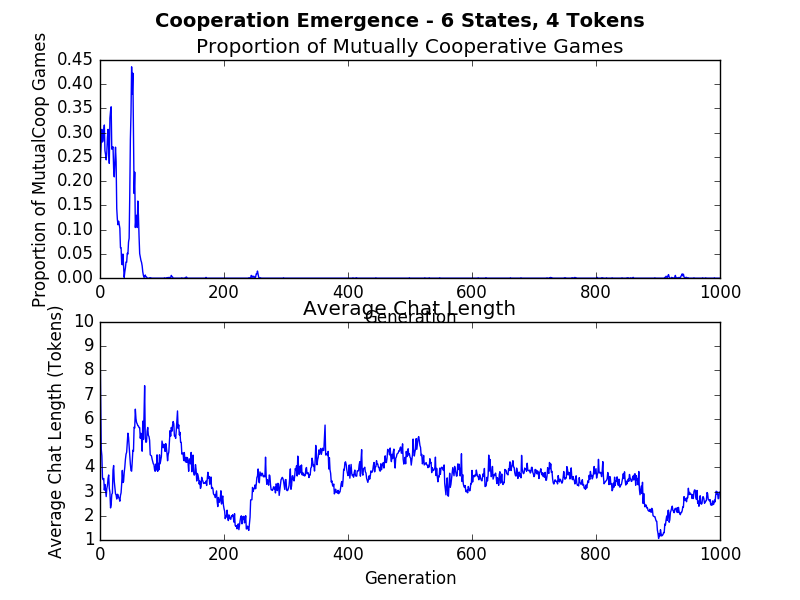 Cooperation Emergence - 6 States, 4 Tokens
Proportion of Mutually Cooperative Games
Proportion of MutualCoop Games
0.45
0.40
0.35
0.30
0.25
0.20
0.15
0.10
0.05
0.00
0 200 400 600 800 1000
Generation
Average Chat Length
Average Chat Length (Tokens)
10
9
8
7
6
5
4
3
2
1
0 200 400 600 800 1000
Generation